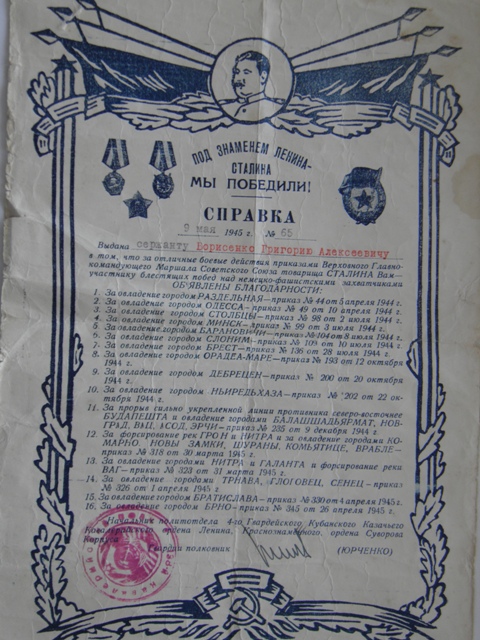 ПОД ЗНАМЕНЕМ ЛЕНИНА-
СТАЛИНА
МЫ ПОБЕДИЛИ!
СПРАВКА
9 мая 1945 г. № 65
Выдана сержанту Борисенко Григорию Алексеевичу
в том, что за отличные боевые действия приказами Верховного Главно-
командующего Маршала Советского Союза товарища СТАЛИНА Вам—
участнику блестящих побед над немецко-фашистскими захватчиками
ОБ'ЯВЛЕНЫ БЛАГОДАРНОСТИ:
1. За овладение городом РАЗДЕЛЬНАЯ—приказ № 44 от 5 апреля 1944 г.
2. За овладение городом ОДЕССА—приказ № 49 от 10 апреля 1944 г.
3. За овладение городом СТОЛБЦЫ—приказ № 98 от 2 июля 1944 г.
4. За овладение городом МИНСК—приказ № 99 от 3 июля 1944 г.
5. За овладение городом БАРАНОВИЧИ—приказ № 104 от 8 июля 1944 г.
6. За овладение городом СЛОНИМ—приказ № от 10 июля 1944 г.
7. За овладение городом БРЕСТ—приказ № 136 от 28 июля 1944 г.
8. За овладение городом ОРАДЕА-МАРЕ—приказ № 193 от 12 октября
1944 г.
9. За овладение городом ДЕБРЕЦЕН—приказ № 200 от 20 октября
1944 г.
10. За овладение городом НЬИРЕДЬХАЗА—приказ № 202 от 22 ок-
тября 1944 г.
11. За прорыв сильно укрепленной линии противника северо-восточнее
БУДАПЕШТА и овладение городами БАЛАШШАДЬЯРМАТ, НОВ-
ГРАД, ВАЦ, АСОД, ЭРЧИ—приказ № 235 от 9 декабря 1944 г.
12. За форсирование рек ГРОН и НИТРА и за овладение городами КО-
МАРНО, НОВЫ ЗАМКИ, ШУРАНЫ, КОМЬЯТИЦЕ, ВРАБЛЕ—
приказ № 318 от 30 марта 1945 г.
13. За овладение городами НИТРА и ГАЛАНТА и форсирование реки
ВАГ—приказ № 323 от 31 марта 1945 г.
14. За овладение городами ТРНАВА, ГЛОГОВЕЦ, СЕНЕЦ—приказ
№ 326 от 1 апреля 1945 г.
15. За овладение городом БРАТИСЛАВА—приказ № 330 от 4 апреля 1945 г.
16. За овладение городом БРНО—приказ № 345 от 26 апреля 1945 г.
Начальник политотдела 4-го Гвардейского Кубанского Казачьего
Кавалерийского ордена Ленина, Краснознаменного, ордена Суворова
Корпуса
Гвардии полковник (ЮРЧЕНКО)